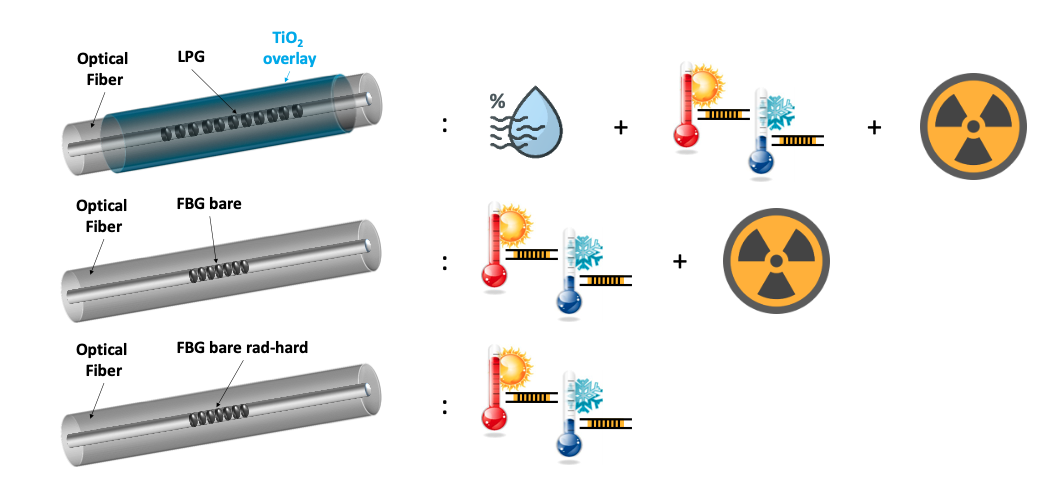 TiO₂
overlay
LPG
Optical
Fiber
:
%
+
+
FBG bare
Optical
Fiber
:
+
FBG bare rad-hard
Optical
Fiber
: